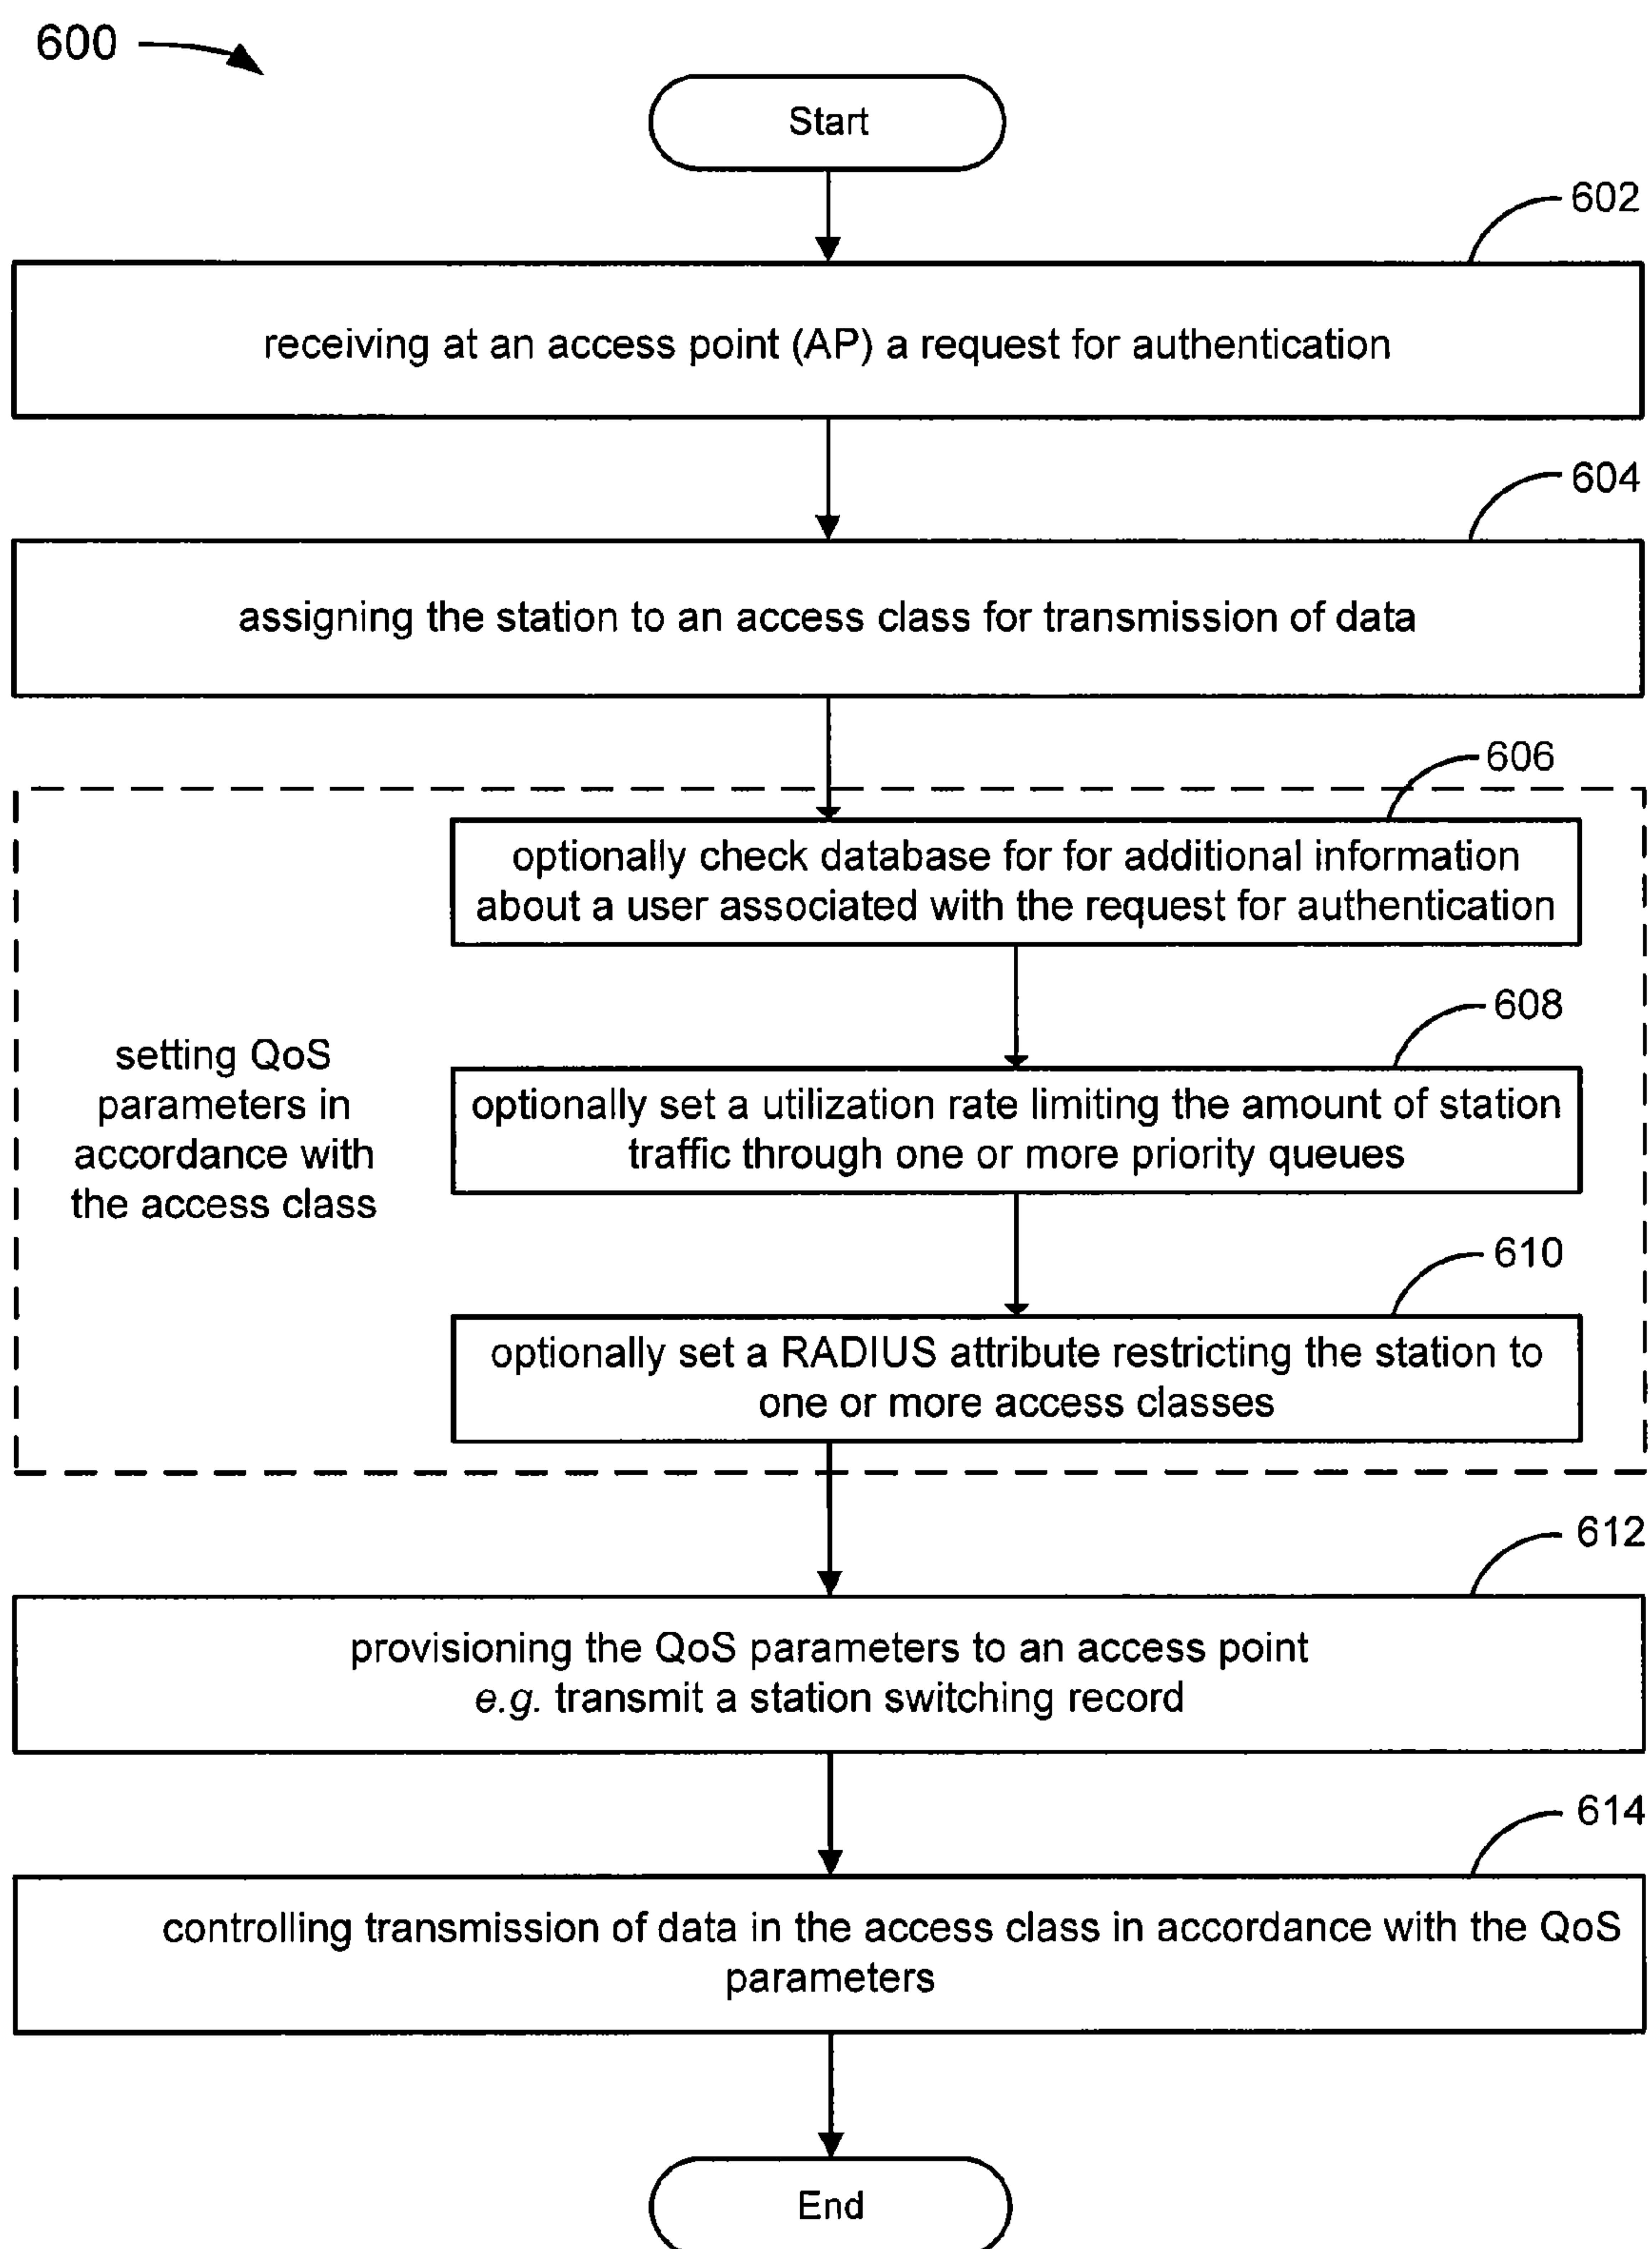 600
Start
602
receiving at an access point (AP) a request for authentication
604
assigning the station to an access class for transmission of data
606
optionally check database for for additional information
about a user associated with the request for authentication
setting QoS
parameters in
accordance with
the access class
608
optionally set a utilization rate limiting the amount of station
traffic through one or more priority queues
610
optionally set a RADIUS attribute restricting the station to
one or more access classes
612
provisioning the QoS parameters to an access point
e.g. transmit a station switching record
614
controlling transmission of data in the access class in accordance with the QoS
parameters
End